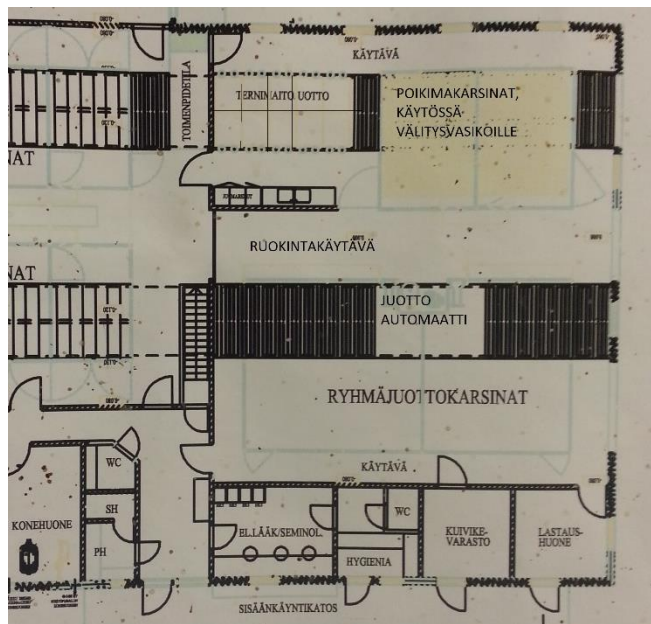 KÄYTÄVÄ
TOIMENPIDETILA
TERNIMAITO JUOTTO
POIKIMAKARSINAT,
KÄYTÖSSÄ
VÄLITYSVASIKOILLE
NAT
RUOKINTAKÄYTÄVÄ
NAT
JUOTTO
AUTOMAATTI
RYHMÄJUOTTOKARSINAT
KÄYTÄVÄ
WC
SH
PH
KONEHUONE
EL.LÄÄK/SEMINOL.
WC
HYGIENIA
KUIVIKE-
VARASTO
LASTAUS-
HUONE
SISÄÄNKÄYNTIKATOS